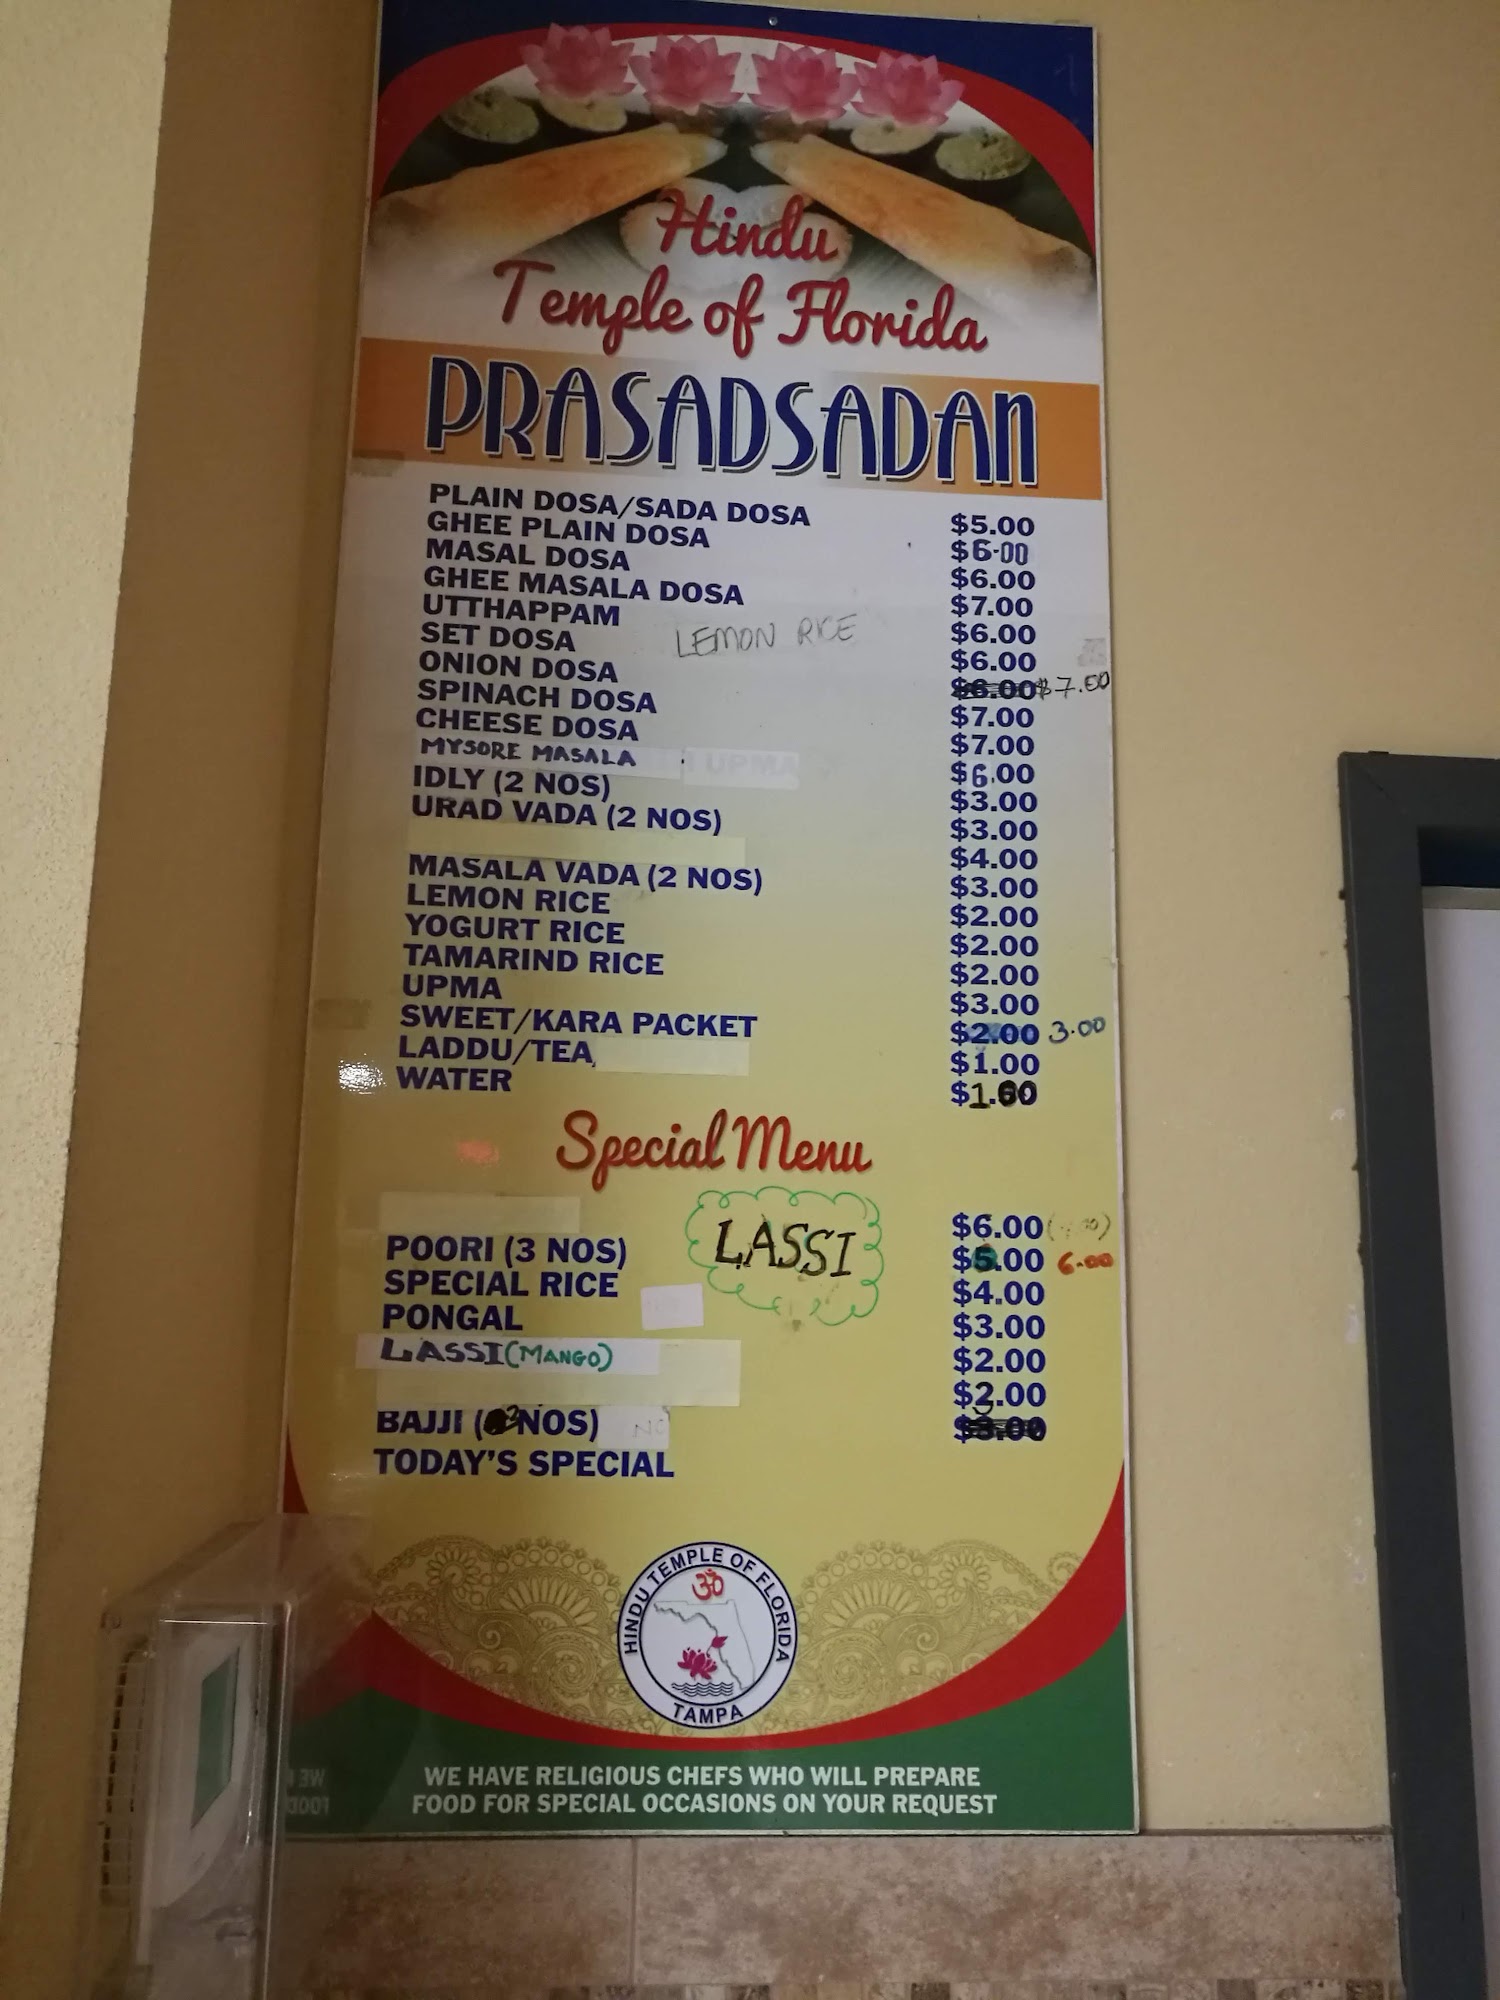 Hindu
Temple of Florida
PRASADSADAN
PLAIN DOSA/SADA DOSA $5.00
GHEE PLAIN DOSA $6.00
MASAL DOSA $6.00
GHEE MASALA DOSA $7.00
UTTHAPPAM $6.00
LEMON RICE
SET DOSA $6.00
ONION DOSA $6.00 $7.00
SPINACH DOSA $7.00
CHEESE DOSA $7.00
MYSORE MASALA $6.00
UPMA
IDLY (2 NOS) $3.00
URAD VADA (2 NOS) $3.00
$4.00
MASALA VADA (2 NOS) $3.00
LEMON RICE $2.00
YOGURT RICE $2.00
TAMARIND RICE $2.00
UPMA $3.00
SWEET/KARA PACKET $2.00 3.00
LADDU/TEA $1.00
WATER $1.00
Special Menu
$6.00
LASSI
POORI (3 NOS) $5.00 6.00
SPECIAL RICE $4.00
PONGAL $3.00
LASSI (MANGO) $2.00
$2.00
BAJJI (2 NOS) $3.00
TODAY'S SPECIAL
HINDU TEMPLE OF FLORIDA
ॐ
TAMPA
WE HAVE RELIGIOUS CHEFS WHO WILL PREPARE
FOOD FOR SPECIAL OCCASIONS ON YOUR REQUEST